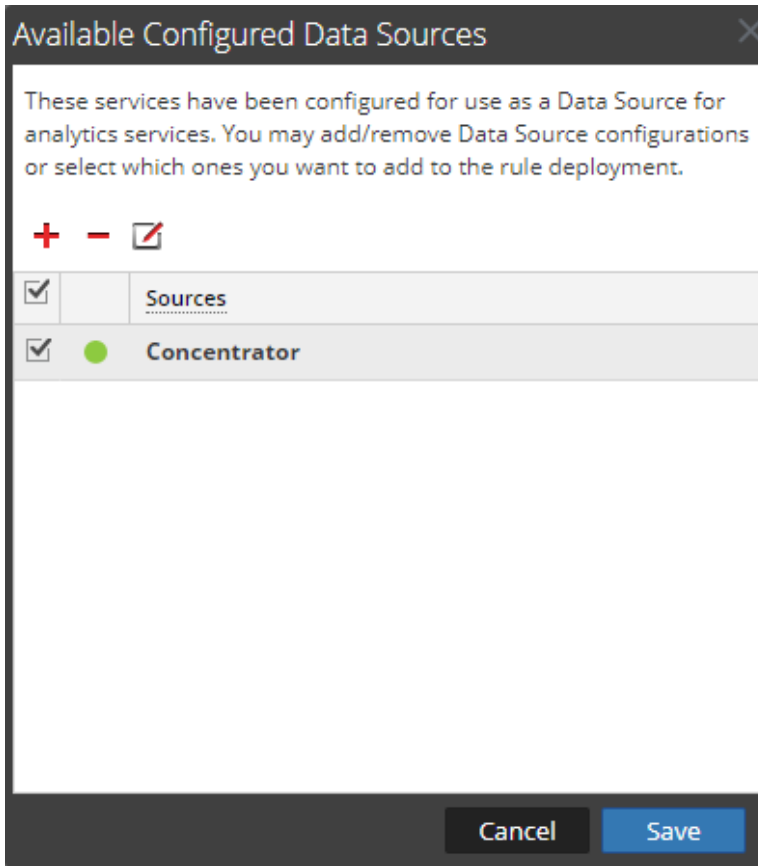 Available Configured Data Sources
These services have been configured for use as a Data Source for
analytics services. You may add/remove Data Source configurations
or select which ones you want to add to the rule deployment.
Sources
Concentrator
Cancel Save